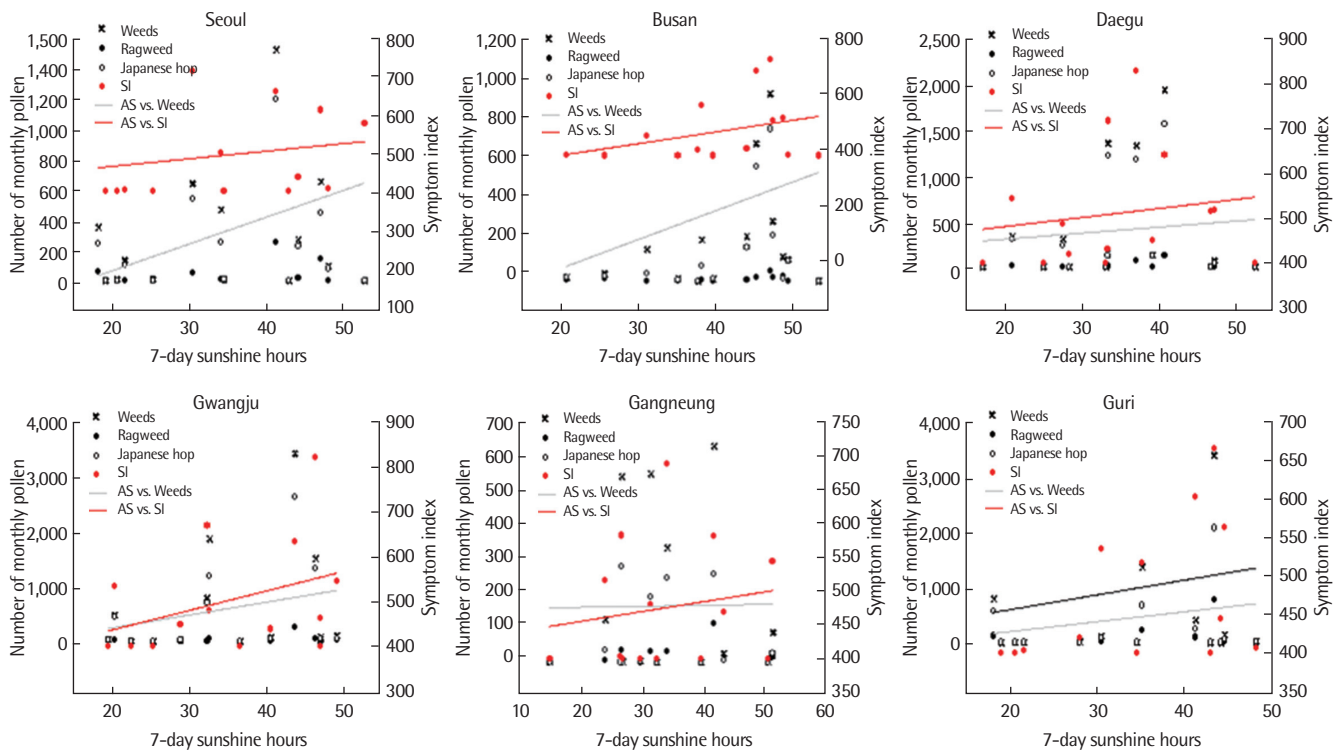 Seoul
Number of monthly pollen
1,500
1,400
1,200
1,000
800
600
400
200
0
Weeds
Ragweed
Japanese hop
SI
AS vs. Weeds
AS vs. SI
800
700
600
500
400
300
200
100
Symptom index
20 30 40 50
7-day sunshine hours
Busan
Number of monthly pollen
1,200
1,000
800
600
400
200
0
Weeds
Ragweed
Japanese hop
SI
AS vs. Weeds
AS vs. SI
800
600
400
200
0
Symptom index
20 30 40 50
7-day sunshine hours
Daegu
Number of monthly pollen
2,500
2,000
1,500
1,000
500
0
Weeds
Ragweed
Japanese hop
SI
AS vs. Weeds
AS vs. SI
900
800
700
600
500
400
300
Symptom index
20 30 40 50
7-day sunshine hours
Gwangju
Number of monthly pollen
4,000
3,000
2,000
1,000
0
Weeds
Ragweed
Japanese hop
SI
AS vs. Weeds
AS vs. SI
900
800
700
600
500
400
300
Symptom index
20 30 40 50
7-day sunshine hours
Gangneung
Number of monthly pollen
700
600
500
400
300
200
100
0
Weeds
Ragweed
Japanese hop
SI
AS vs. Weeds
AS vs. SI
750
700
650
600
550
500
450
400
350
Symptom index
10 20 30 40 50 60
7-day sunshine hours
Guri
Number of monthly pollen
4,000
3,000
2,000
1,000
0
Weeds
Ragweed
Japanese hop
SI
AS vs. Weeds
AS vs. SI
700
650
600
550
500
450
400
350
Symptom index
20 30 40 50
7-day sunshine hours